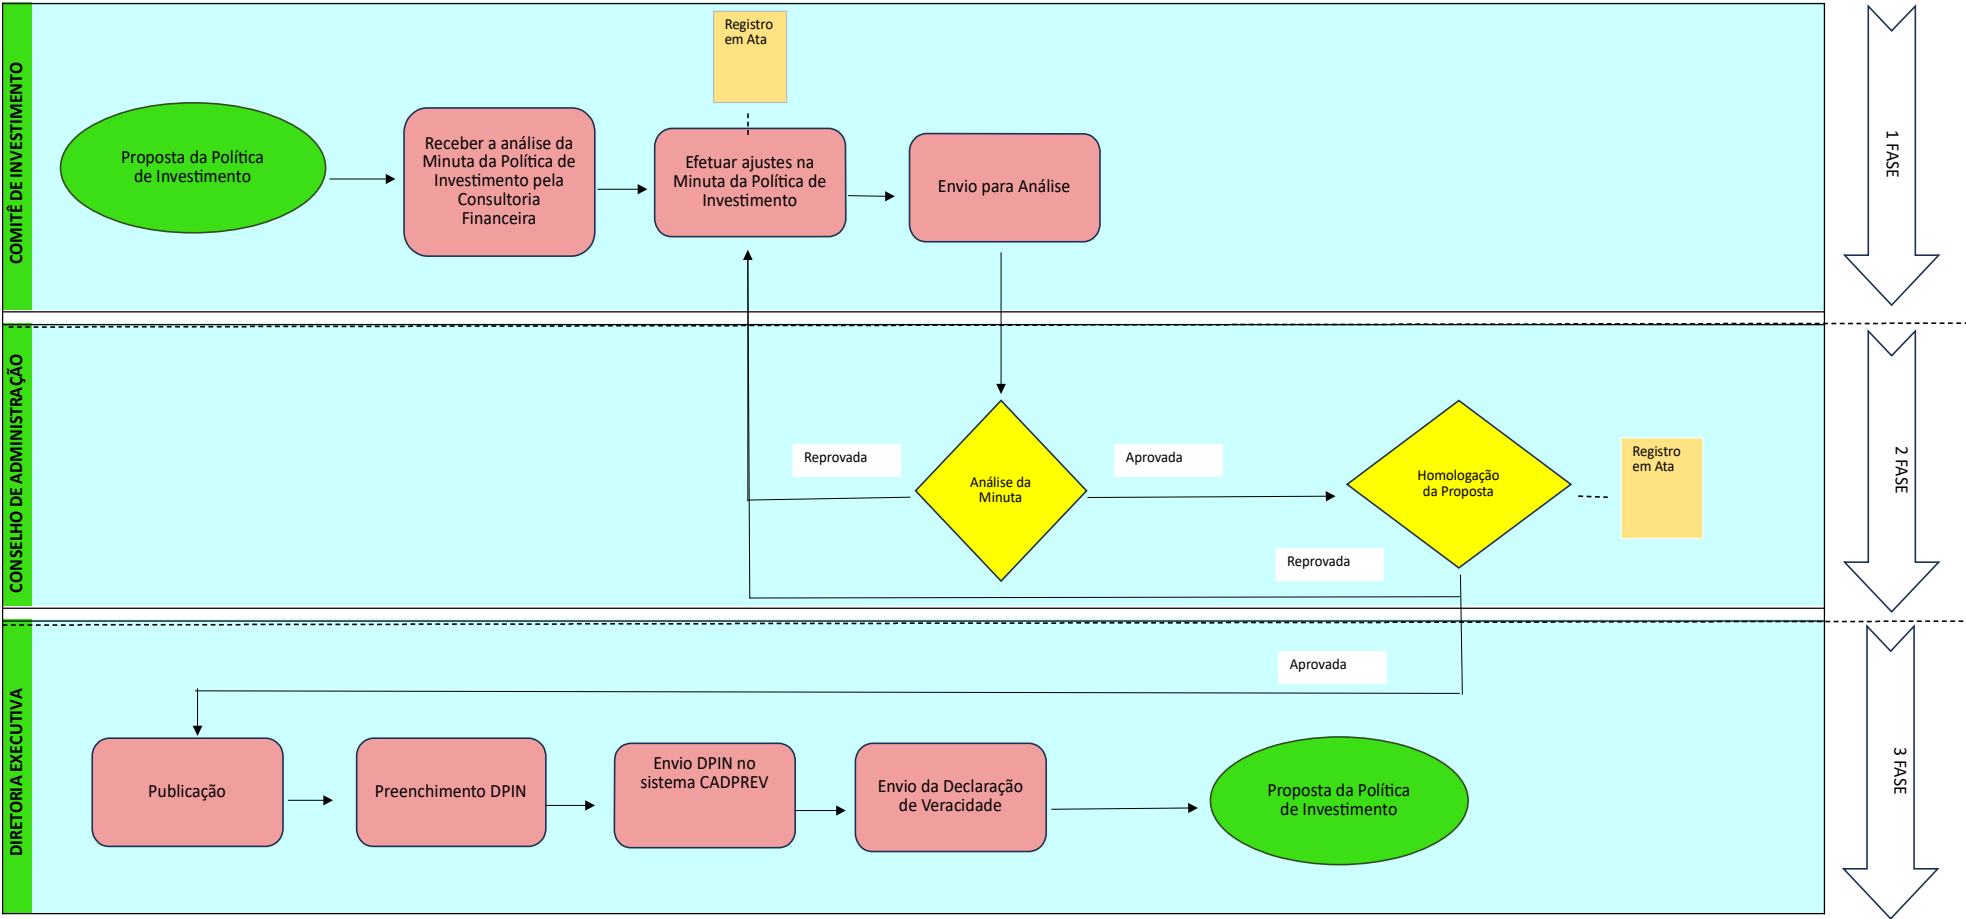 COMITÊ DE INVESTIMENTO
Registro
em Ata
Proposta da Política
de Investimento
Receber a análise da
Minuta da Política de
Investimento pela
Consultoria
Financeira
Efetuar ajustes na
Minuta da Política de
Investimento
Envio para Análise
1 FASE
CONSELHO DE ADMINISTRAÇÃO
Reprovada
Análise da
Minuta
Aprovada
Homologação
da Proposta
Registro
em Ata
Reprovada
2 FASE
DIRETORIA EXECUTIVA
Aprovada
Publicação
Preenchimento DPIN
Envio DPIN no
sistema CADPREV
Envio da Declaração
de Veracidade
Proposta da Política
de Investimento
3 FASE